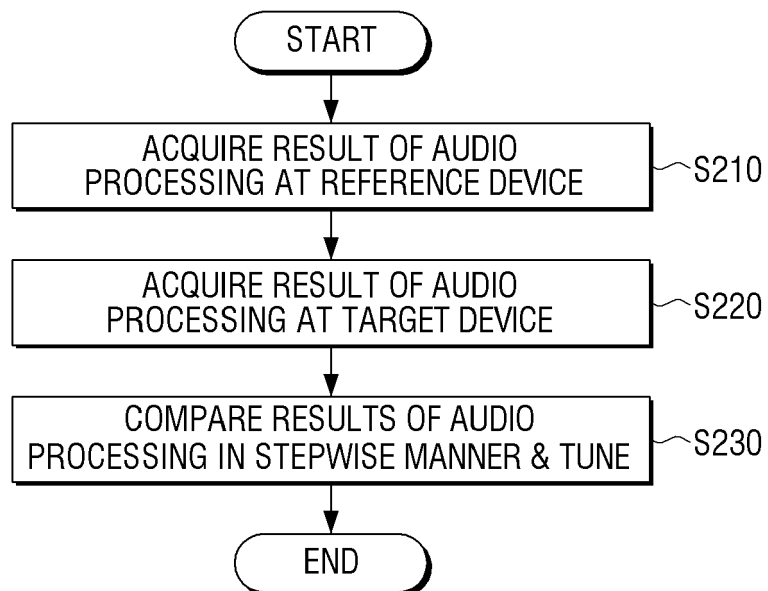 START
ACQUIRE RESULT OF AUDIO
PROCESSING AT REFERENCE DEVICE
S210
ACQUIRE RESULT OF AUDIO
PROCESSING AT TARGET DEVICE
S220
COMPARE RESULTS OF AUDIO
PROCESSING IN STEPWISE MANNER & TUNE
S230
END